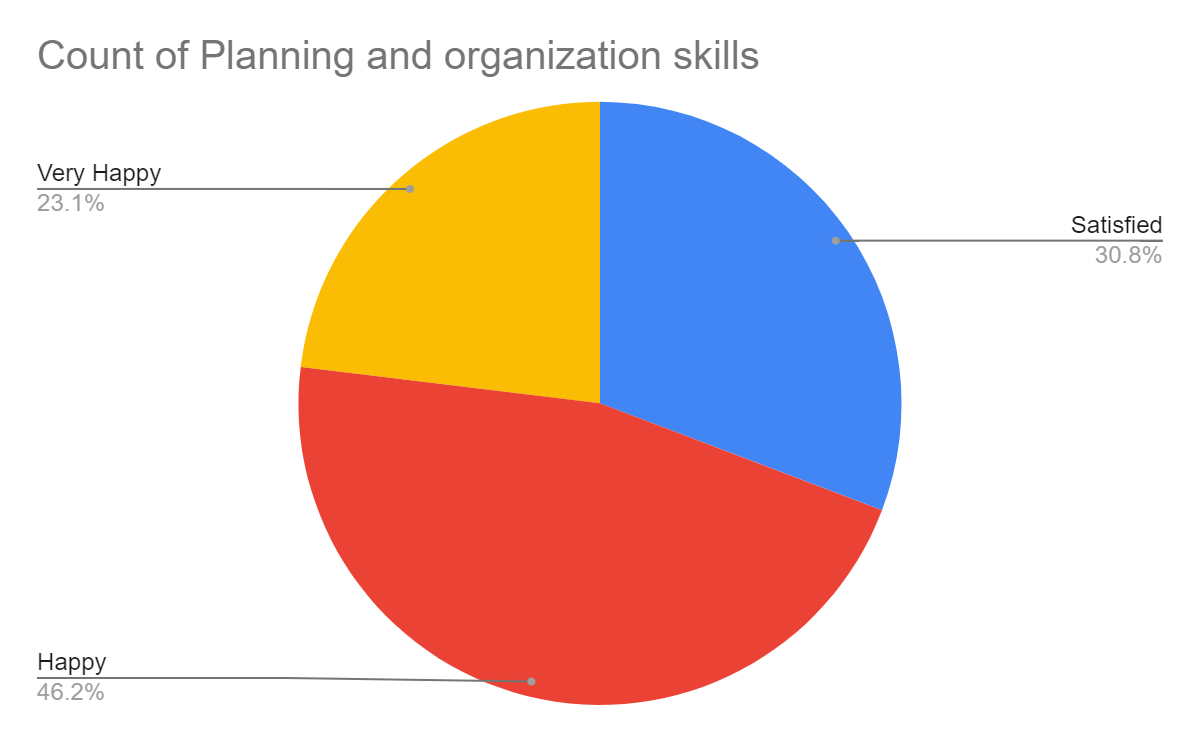 Count of Planning and organization skills
Very Happy
23.1%
Satisfied
30.8%
Happy
46.2%